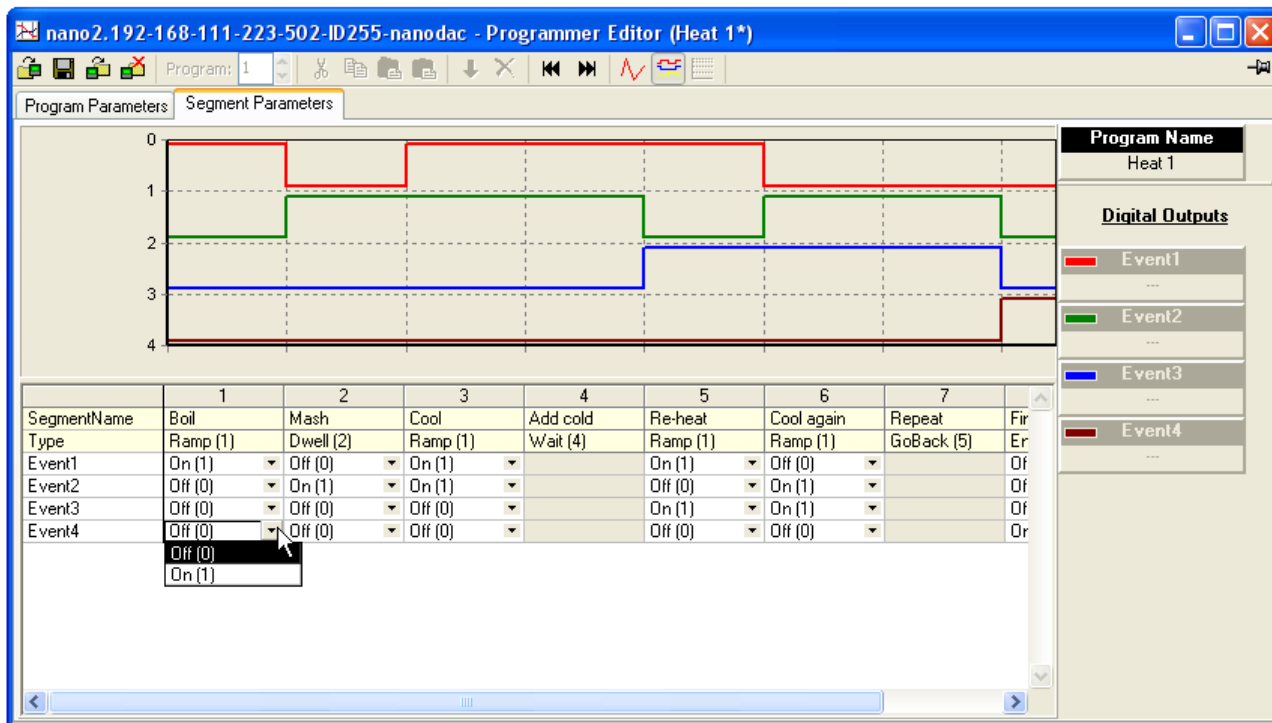 nano2.192-168-111-223-502-ID255-nanodac - Programmer Editor (Heat 1*)
Program: 1
Program Parameters Segment Parameters
0
1
2
3
4
Program Name
Heat 1
Digital Outputs
Event1
---
Event2
---
Event3
---
Event4
---
1 2 3 4 5 6 7
SegmentName Boil Mash Cool Add cold Re-heat Cool again Repeat Fir
Type Ramp (1) Dwell (2) Ramp (1) Wait (4) Ramp (1) Ramp (1) GoBack (5) Er
Event1 On (1) Off (0) On (1) On (1) Off (0) Of
Event2 Off (0) On (1) On (1) Off (0) On (1) Of
Event3 Off (0) Off (0) Off (0) On (1) On (1) Of
Event4 Off (0) Off (0) Off (0) Off (0) Off (0) Or
Off (0)
On (1)